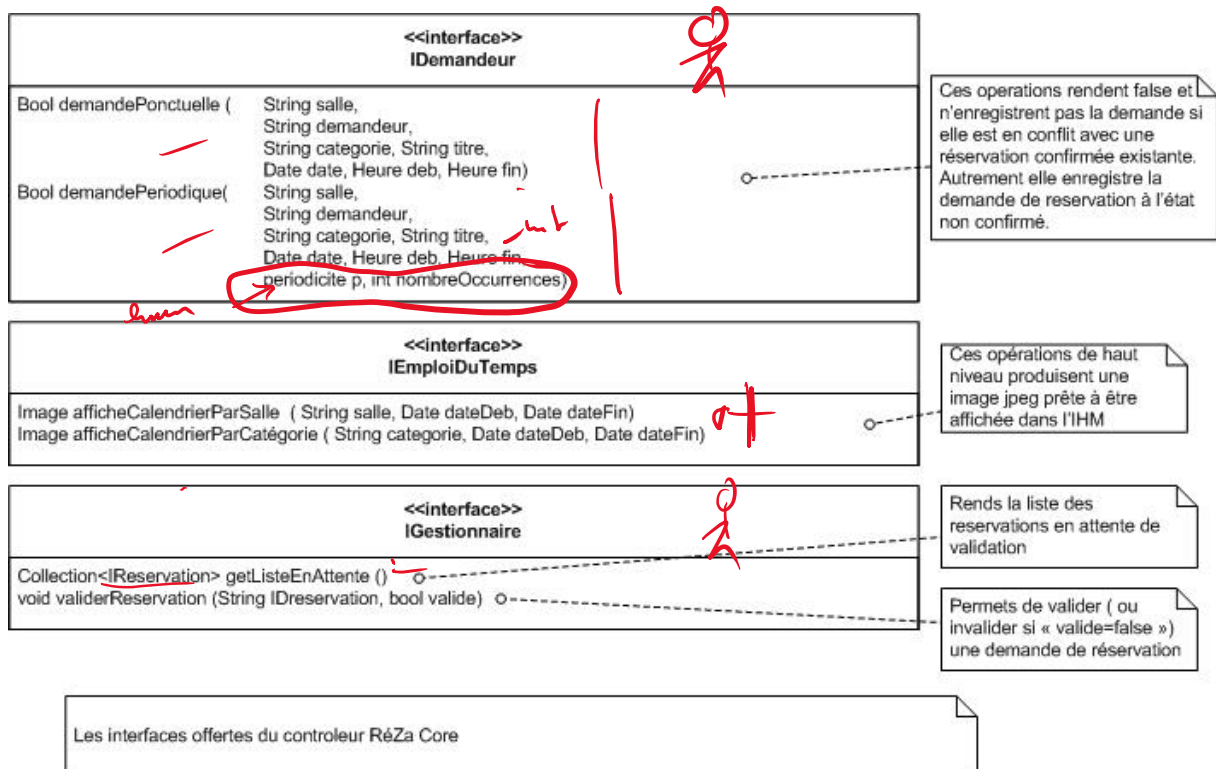 <<interface>>
IDemandeur
Bool demandePonctuelle ( String salle,
String demandeur,
String categorie, String titre,
Date date, Heure deb, Heure fin)
Bool demandePeriodique( String salle,
String demandeur,
String categorie, String titre,
int
Date date, Heure deb, Heure fin,
periodicite p, int nombreOccurrences)
Ces operations rendent false et
n'enregistrent pas la demande si
elle est en conflit avec une
réservation confirmée existante.
Autrement elle enregistre la
demande de reservation à l'état
non confirmé.
<<interface>>
IEmploiDuTemps
Image afficheCalendrierParSalle ( String salle, Date dateDeb, Date dateFin)
Image afficheCalendrierParCatégorie ( String categorie, Date dateDeb, Date dateFin)
Ces opérations de haut
niveau produisent une
image jpeg prête à être
affichée dans l'IHM
<<interface>>
IGestionnaire
Collection<IReservation> getListeEnAttente ()
void validerReservation (String IDreservation, bool valide)
Rends la liste des
reservations en attente de
validation
Permets de valider ( ou
invalider si « valide=false »)
une demande de réservation
Les interfaces offertes du controleur RéZa Core